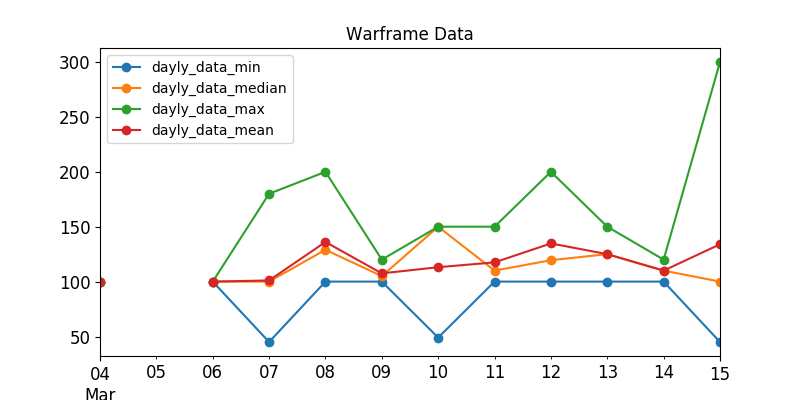 Warframe Data
dayly_data_min
dayly_data_median
dayly_data_max
dayly_data_mean
300
250
200
150
100
50
04 05 06 07 08 09 10 11 12 13 14 15
Mar